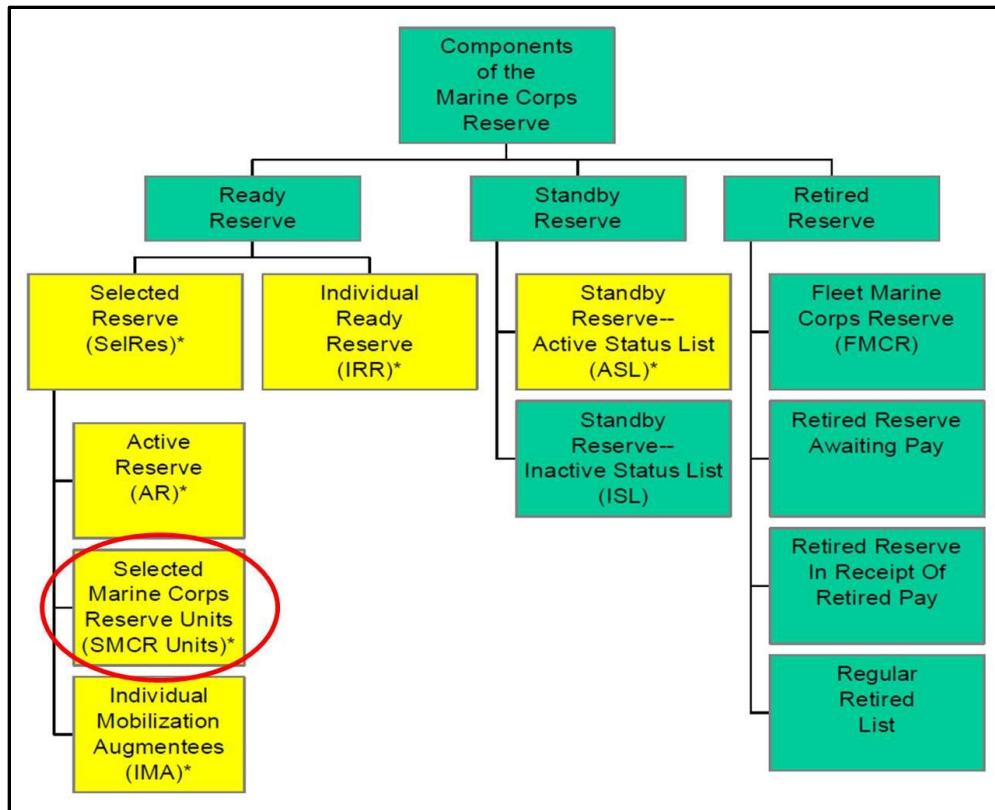 Components
of the
Marine Corps
Reserve
Ready
Reserve
Standby
Reserve
Retired
Reserve
Selected
Reserve
(SelRes)*
Individual
Ready
Reserve
(IRR)*
Standby
Reserve--
Active Status List
(ASL)*
Fleet Marine
Corps Reserve
(FMCR)
Active
Reserve
(AR)*
Standby
Reserve--
Inactive Status List
(ISL)
Retired Reserve
Awaiting Pay
Selected
Marine Corps
Reserve Units
(SMCR Units)*
Retired Reserve
In Receipt Of
Retired Pay
Individual
Mobilization
Augmentees
(IMA)*
Regular
Retired
List